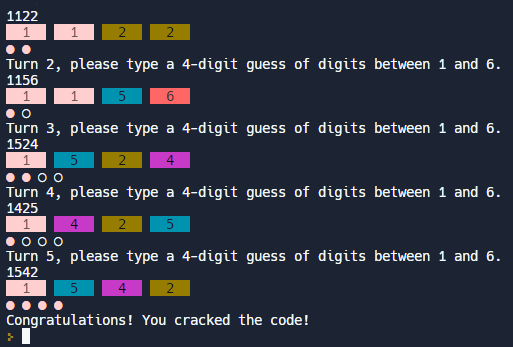 1122
1 1 2 2
● ●
Turn 2, please type a 4-digit guess of digits between 1 and 6.
1156
1 1 5 6
● ○
Turn 3, please type a 4-digit guess of digits between 1 and 6.
1524
1 5 2 4
● ● ○ ○
Turn 4, please type a 4-digit guess of digits between 1 and 6.
1425
1 4 2 5
● ○ ○ ○
Turn 5, please type a 4-digit guess of digits between 1 and 6.
1542
1 5 4 2
● ● ● ●
Congratulations! You cracked the code!
>